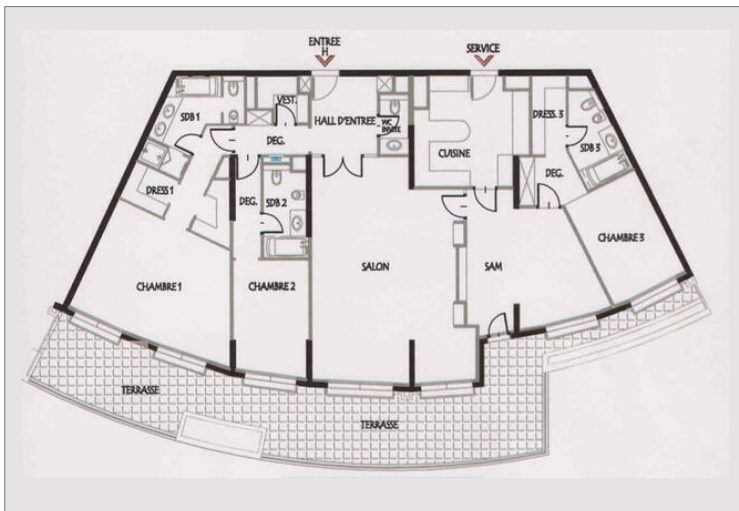 ENTREE
H
SERVICE
SDB 1
VEST.
HALL D'ENTREE
WC
INVITE
DEG.
CUISINE
DRESS. 3
SDB 3
DEG.
DRESS 1
DEG.
SDB 2
CHAMBRE 1
CHAMBRE 2
SALON
SAM
CHAMBRE 3
TERRASSE
TERRASSE